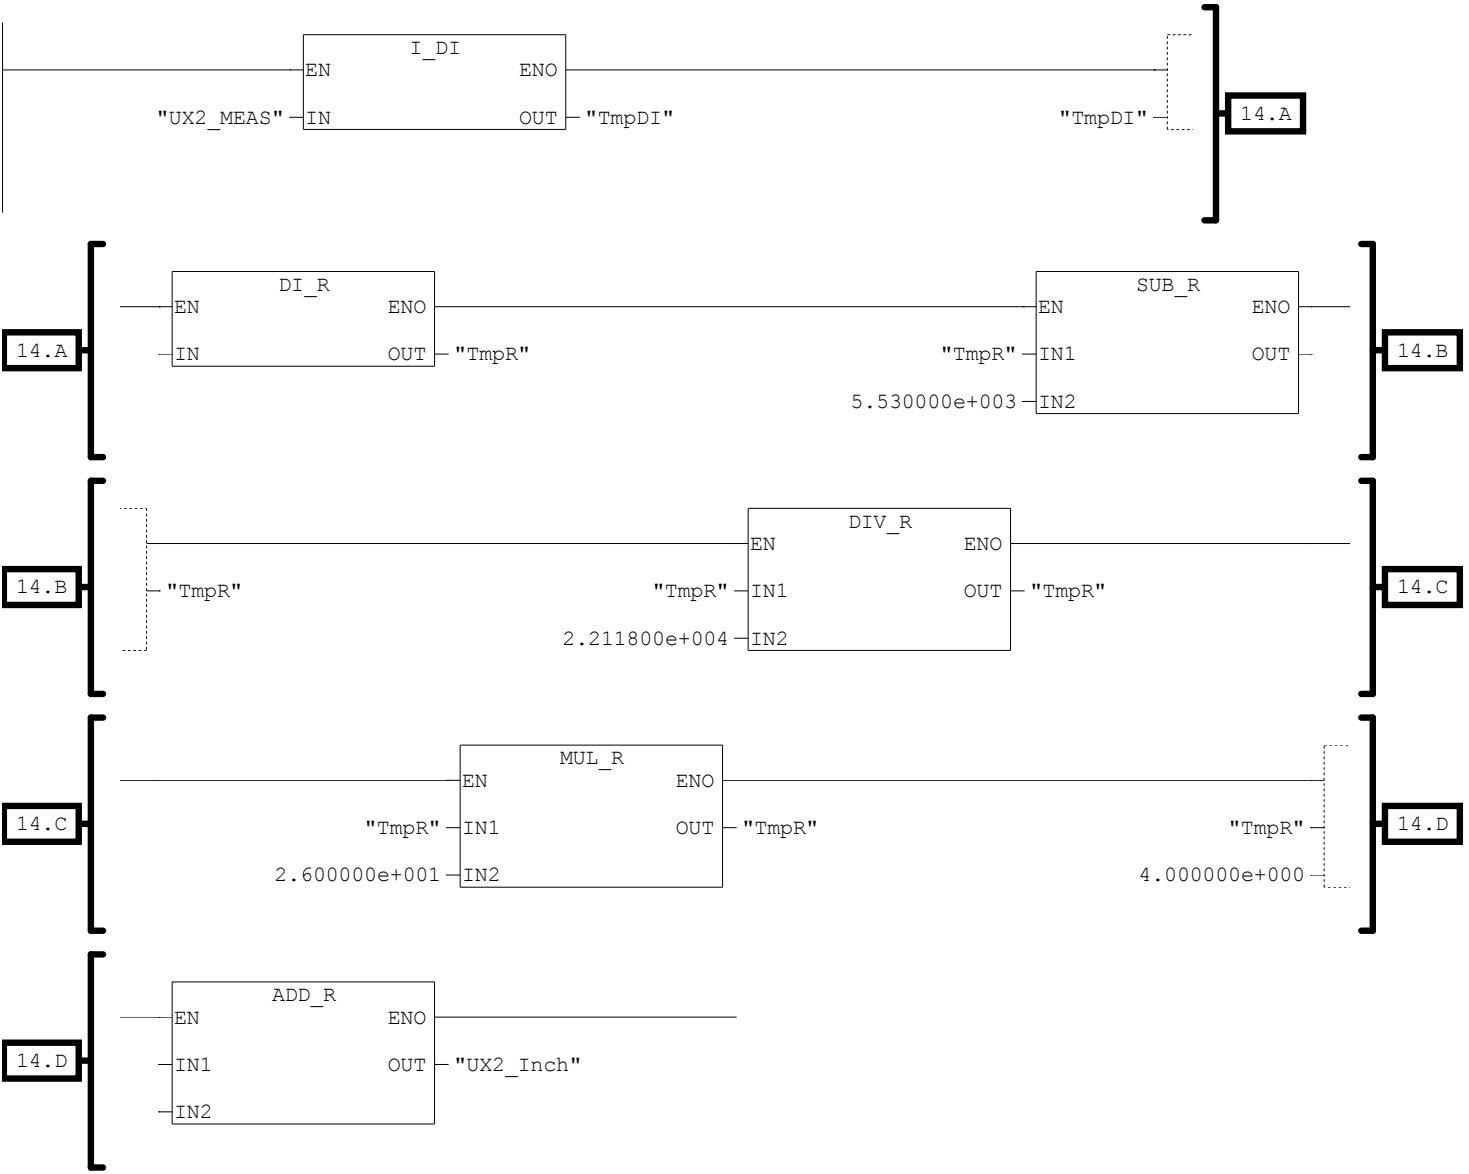 I_DI
EN ENO
"UX2_MEAS" IN OUT "TmpDI" "TmpDI" 14.A
DI_R SUB_R
EN ENO EN ENO
14.A IN OUT "TmpR" "TmpR" IN1 OUT 14.B
5.530000e+003 IN2
DIV_R
EN ENO
14.B "TmpR" "TmpR" IN1 OUT "TmpR" 14.C
2.211800e+004 IN2
MUL_R
EN ENO
14.C "TmpR" IN1 OUT "TmpR" "TmpR" 14.D
2.600000e+001 IN2 4.000000e+000
ADD_R
EN ENO
14.D IN1 OUT "UX2_Inch"
IN2